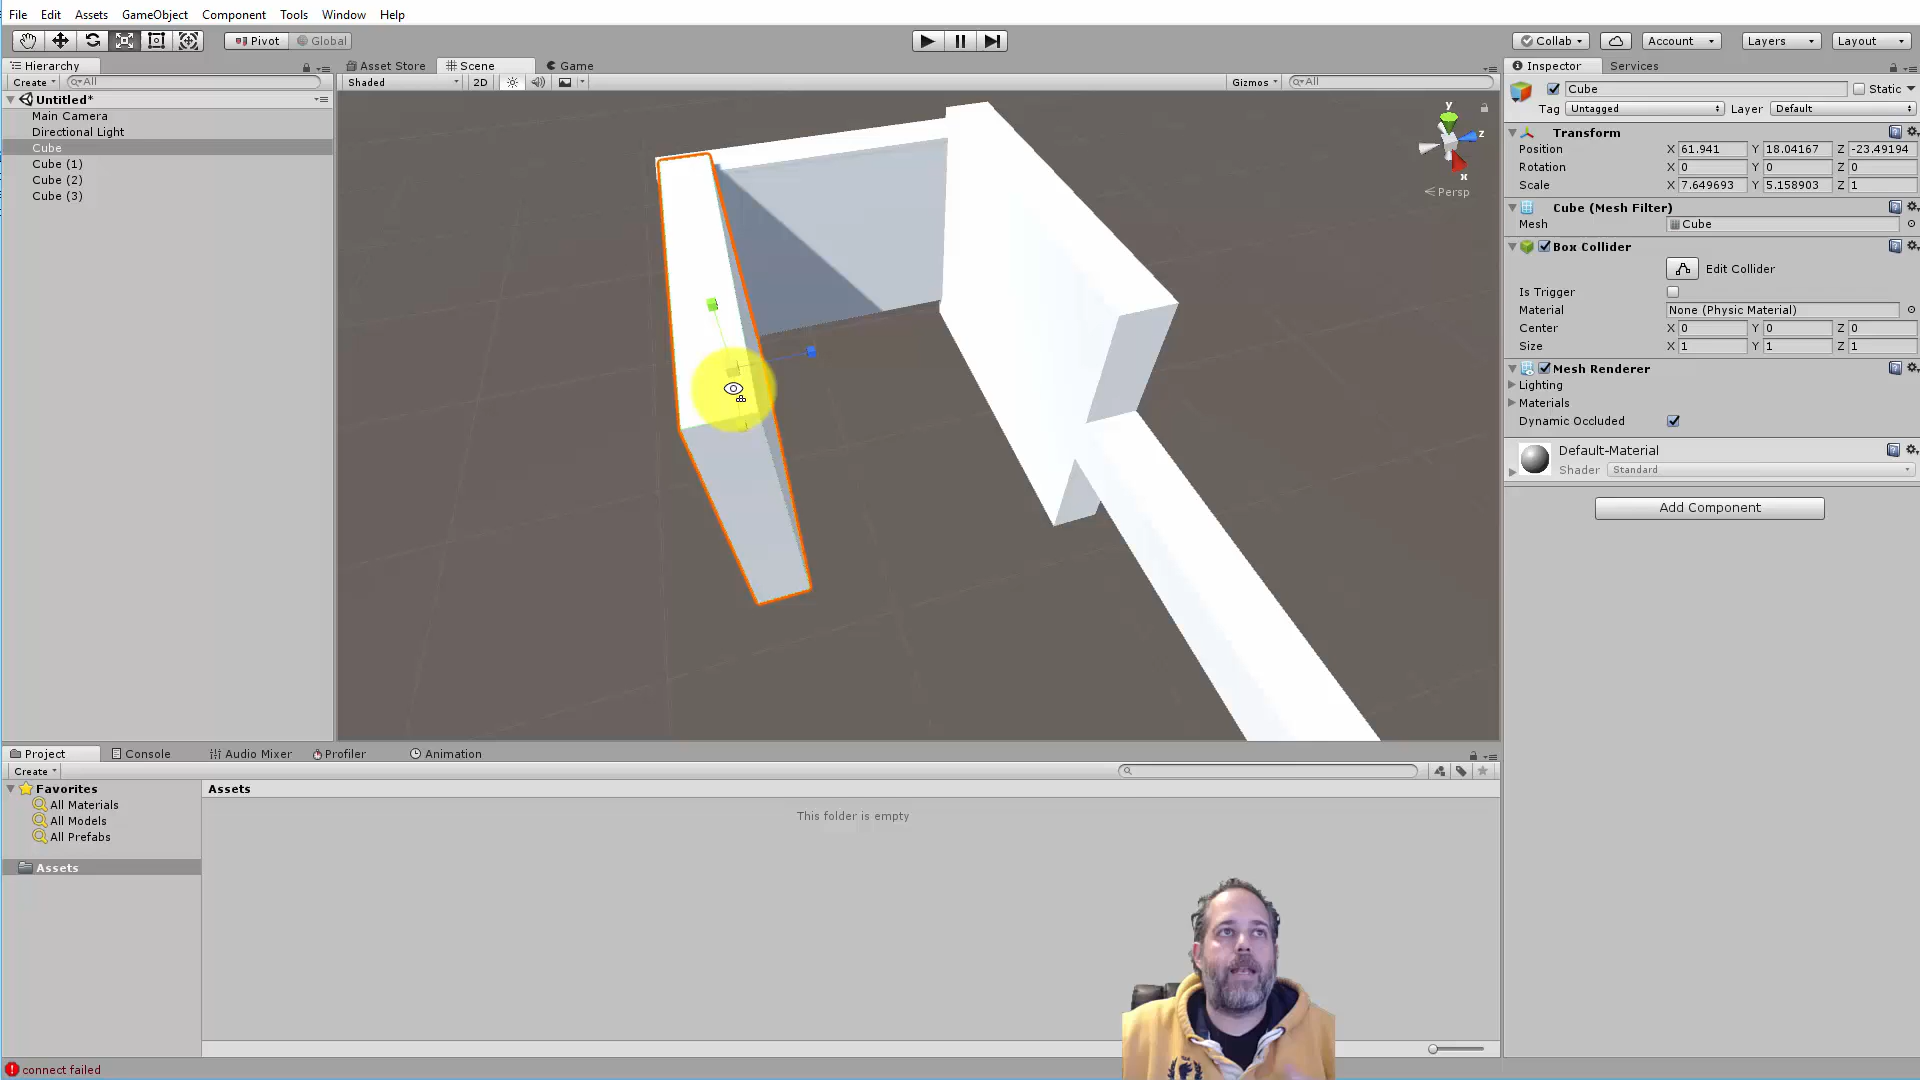 File Edit Assets GameObject Component Tools Window Help
Pivot Global Collab Account Layers Layout
Hierarchy Asset Store Scene Game Inspector Services
Create All Shaded 2D Gizmos All
Cube Static
Untitled*
Tag Untagged Layer Default
Main Camera
Directional Light
Cube
Cube (1)
Cube (2)
Cube (3)
y
z
x
Persp
Transform
Position X 61.941 Y 18.04167 Z -23.49194
Rotation X 0 Y 0 Z 0
Scale X 7.649693 Y 5.158903 Z 1
Cube (Mesh Filter)
Mesh Cube
Box Collider
Edit Collider
Is Trigger
Material None (Physic Material)
Center X 0 Y 0 Z 0
Size X 1 Y 1 Z 1
Mesh Renderer
Lighting
Materials
Dynamic Occluded
Default-Material
Shader Standard
Add Component
Project Console Audio Mixer Profiler Animation
Create
Favorites
All Materials
All Models
All Prefabs
Assets
Assets
This folder is empty
connect failed